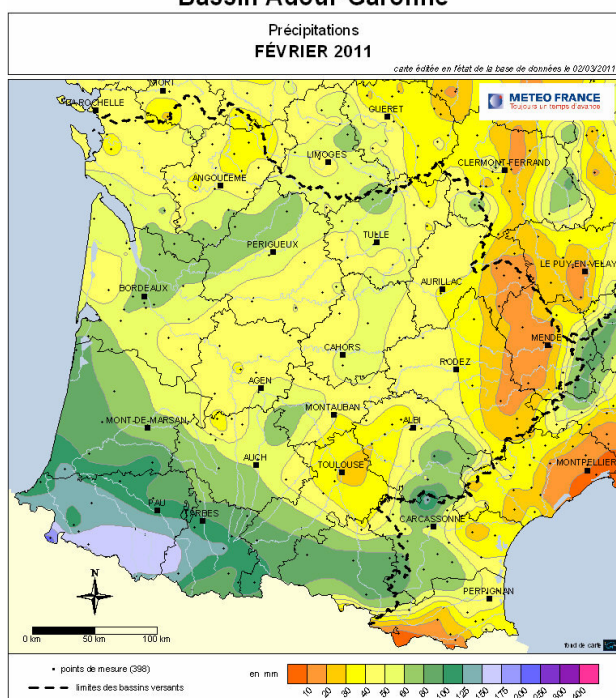 Bassin Adour-Garonne
Précipitations
FÉVRIER 2011
carte éditée en l'état de la base de données le 02/03/2011
METEO FRANCE
Toujours un temps d'avance
NIORT
LA ROCHELLE
GUERET
LIMOGES
CLERMONT-FERRAND
ANGOULEME
TULLE
PERIGUEUX
LE PUY-EN-VELAY
AURILLAC
BORDEAUX
MENDE
CAHORS
RODEZ
AGEN
MONTAUBAN
MONT-DE-MARSAN
ALBI
AUCH
TOULOUSE
MONTPELLIER
PAU
TARBES
CARCASSONNE
PERPIGNAN
N
0 50 km 100 km
fond de carte
points de mesure (398)
limites des bassins versants
en mm
10 20 30 40 50 60 80 100 125 150 175 200 250 300 400